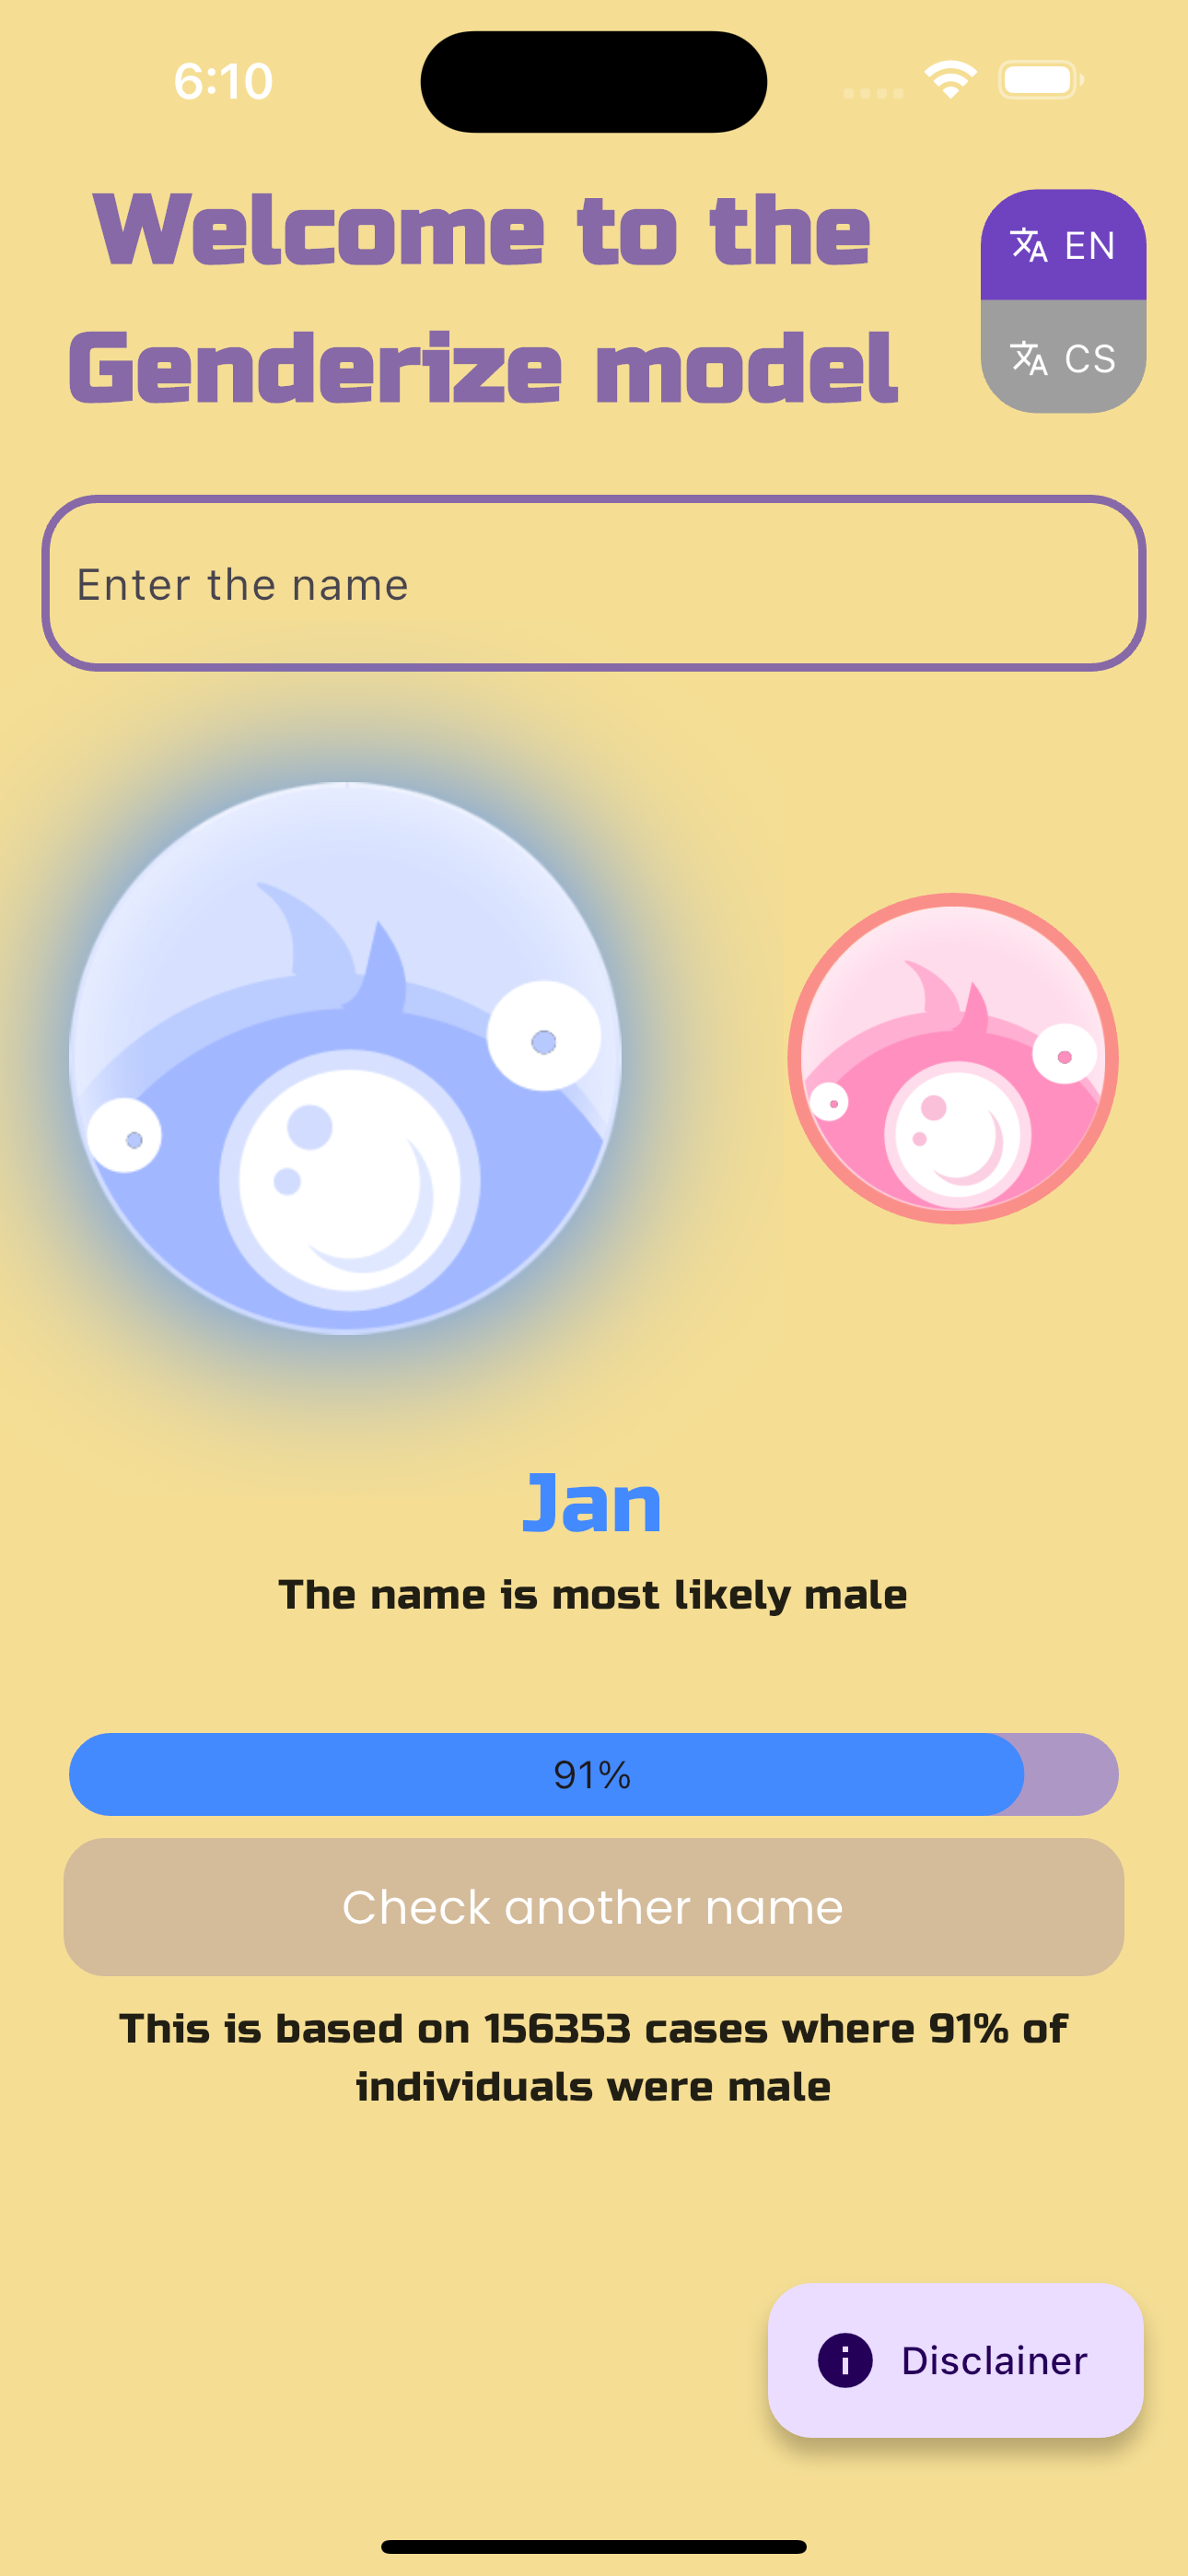 6:10
Welcome to the
Genderize model
EN
CS
Enter the name
Jan
The name is most likely male
91%
Check another name
This is based on 156353 cases where 91% of
individuals were male
Disclainer